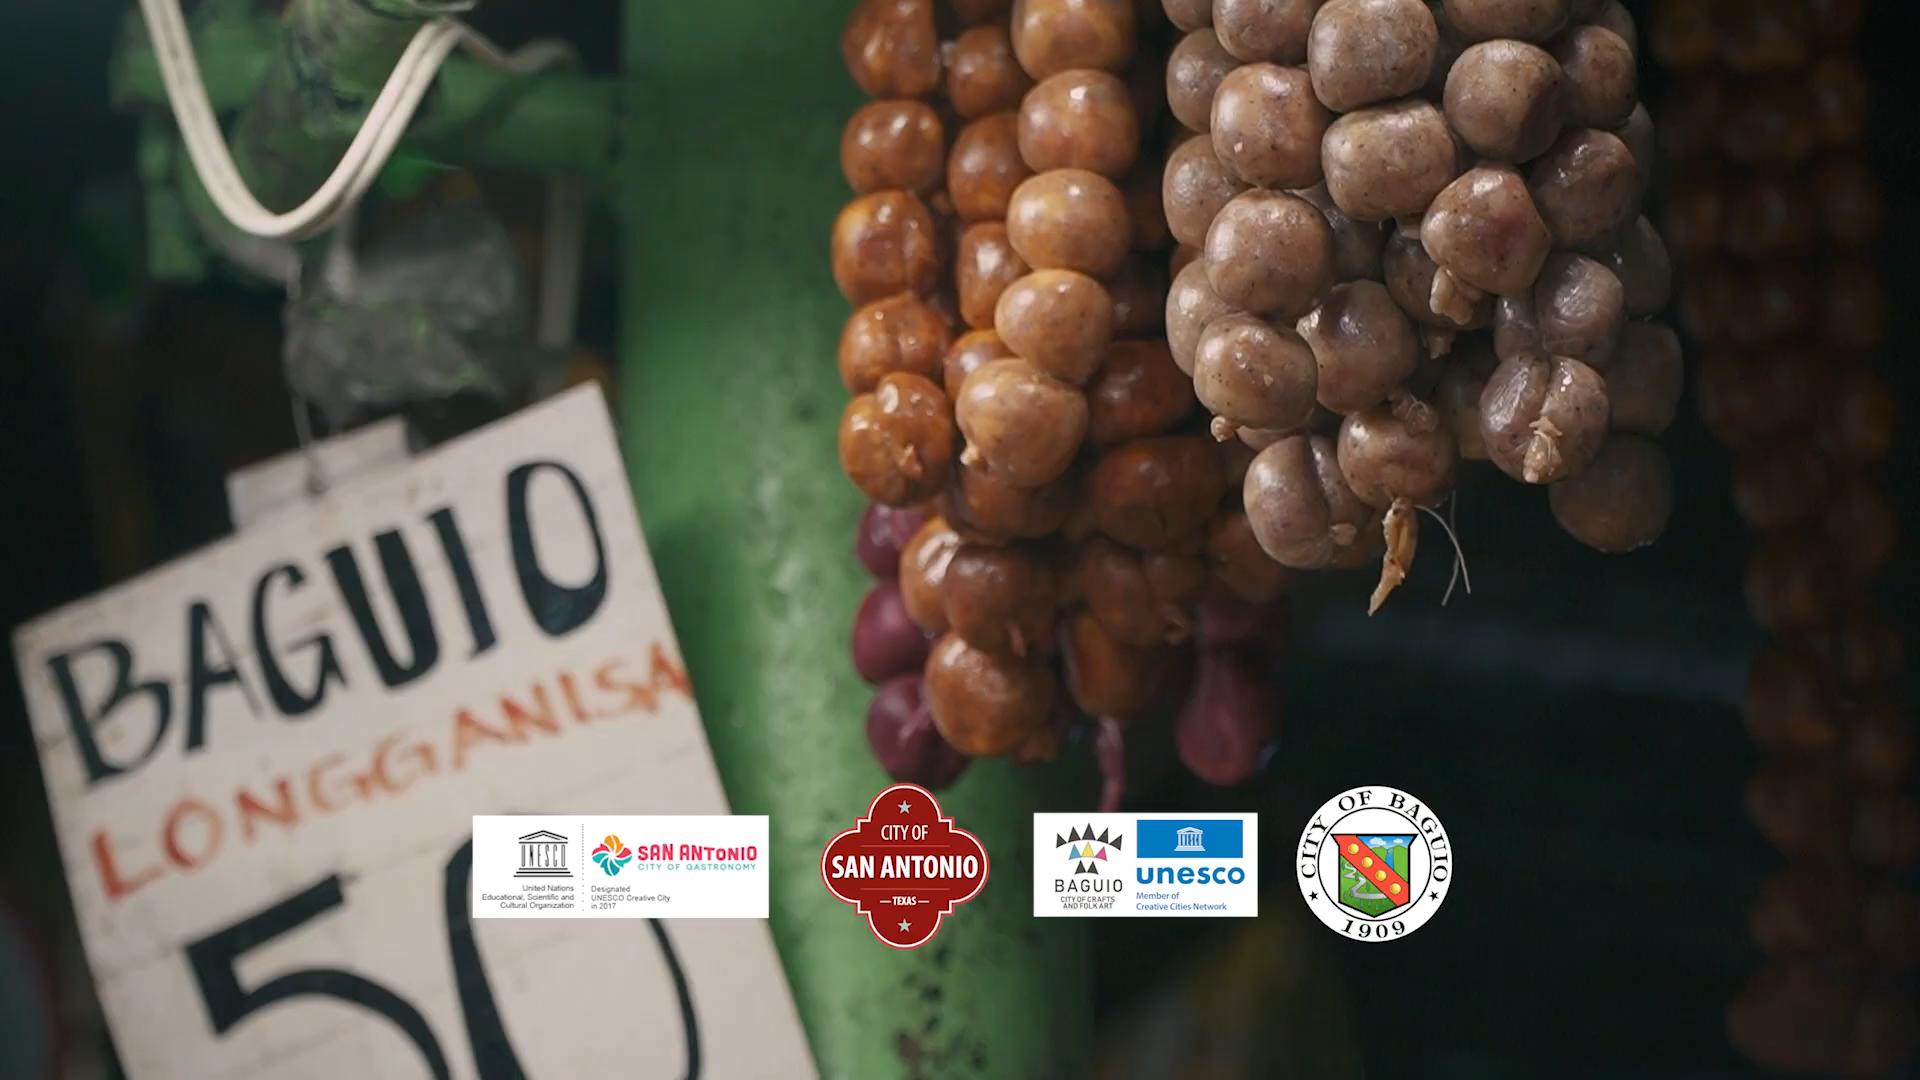 BAGUIO
LONGGANISA
50
UNESCO
United Nations
Educational, Scientific and
Cultural Organization
SAN ANTONIO
CITY OF GASTRONOMY
Designated
UNESCO Creative City
in 2017
CITY OF
SAN ANTONIO
TEXAS
BAGUIO
CITY OF CRAFTS
AND FOLK ART
unesco
Member of
Creative Cities Network
CITY OF BAGUIO
1909